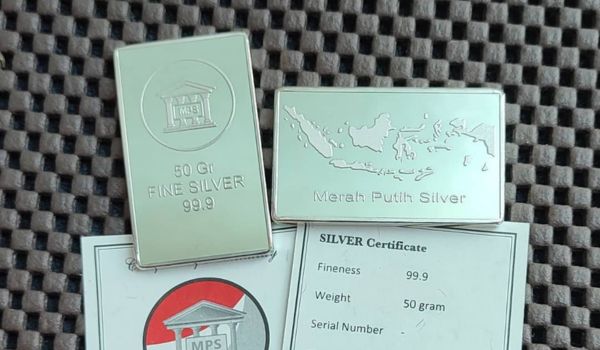 MPS
50 Gr
FINE SILVER
99.9
Merah Putih Silver
SILVER Certificate
Fineness 99.9
Weight 50 gram
Serial Number -
MPS